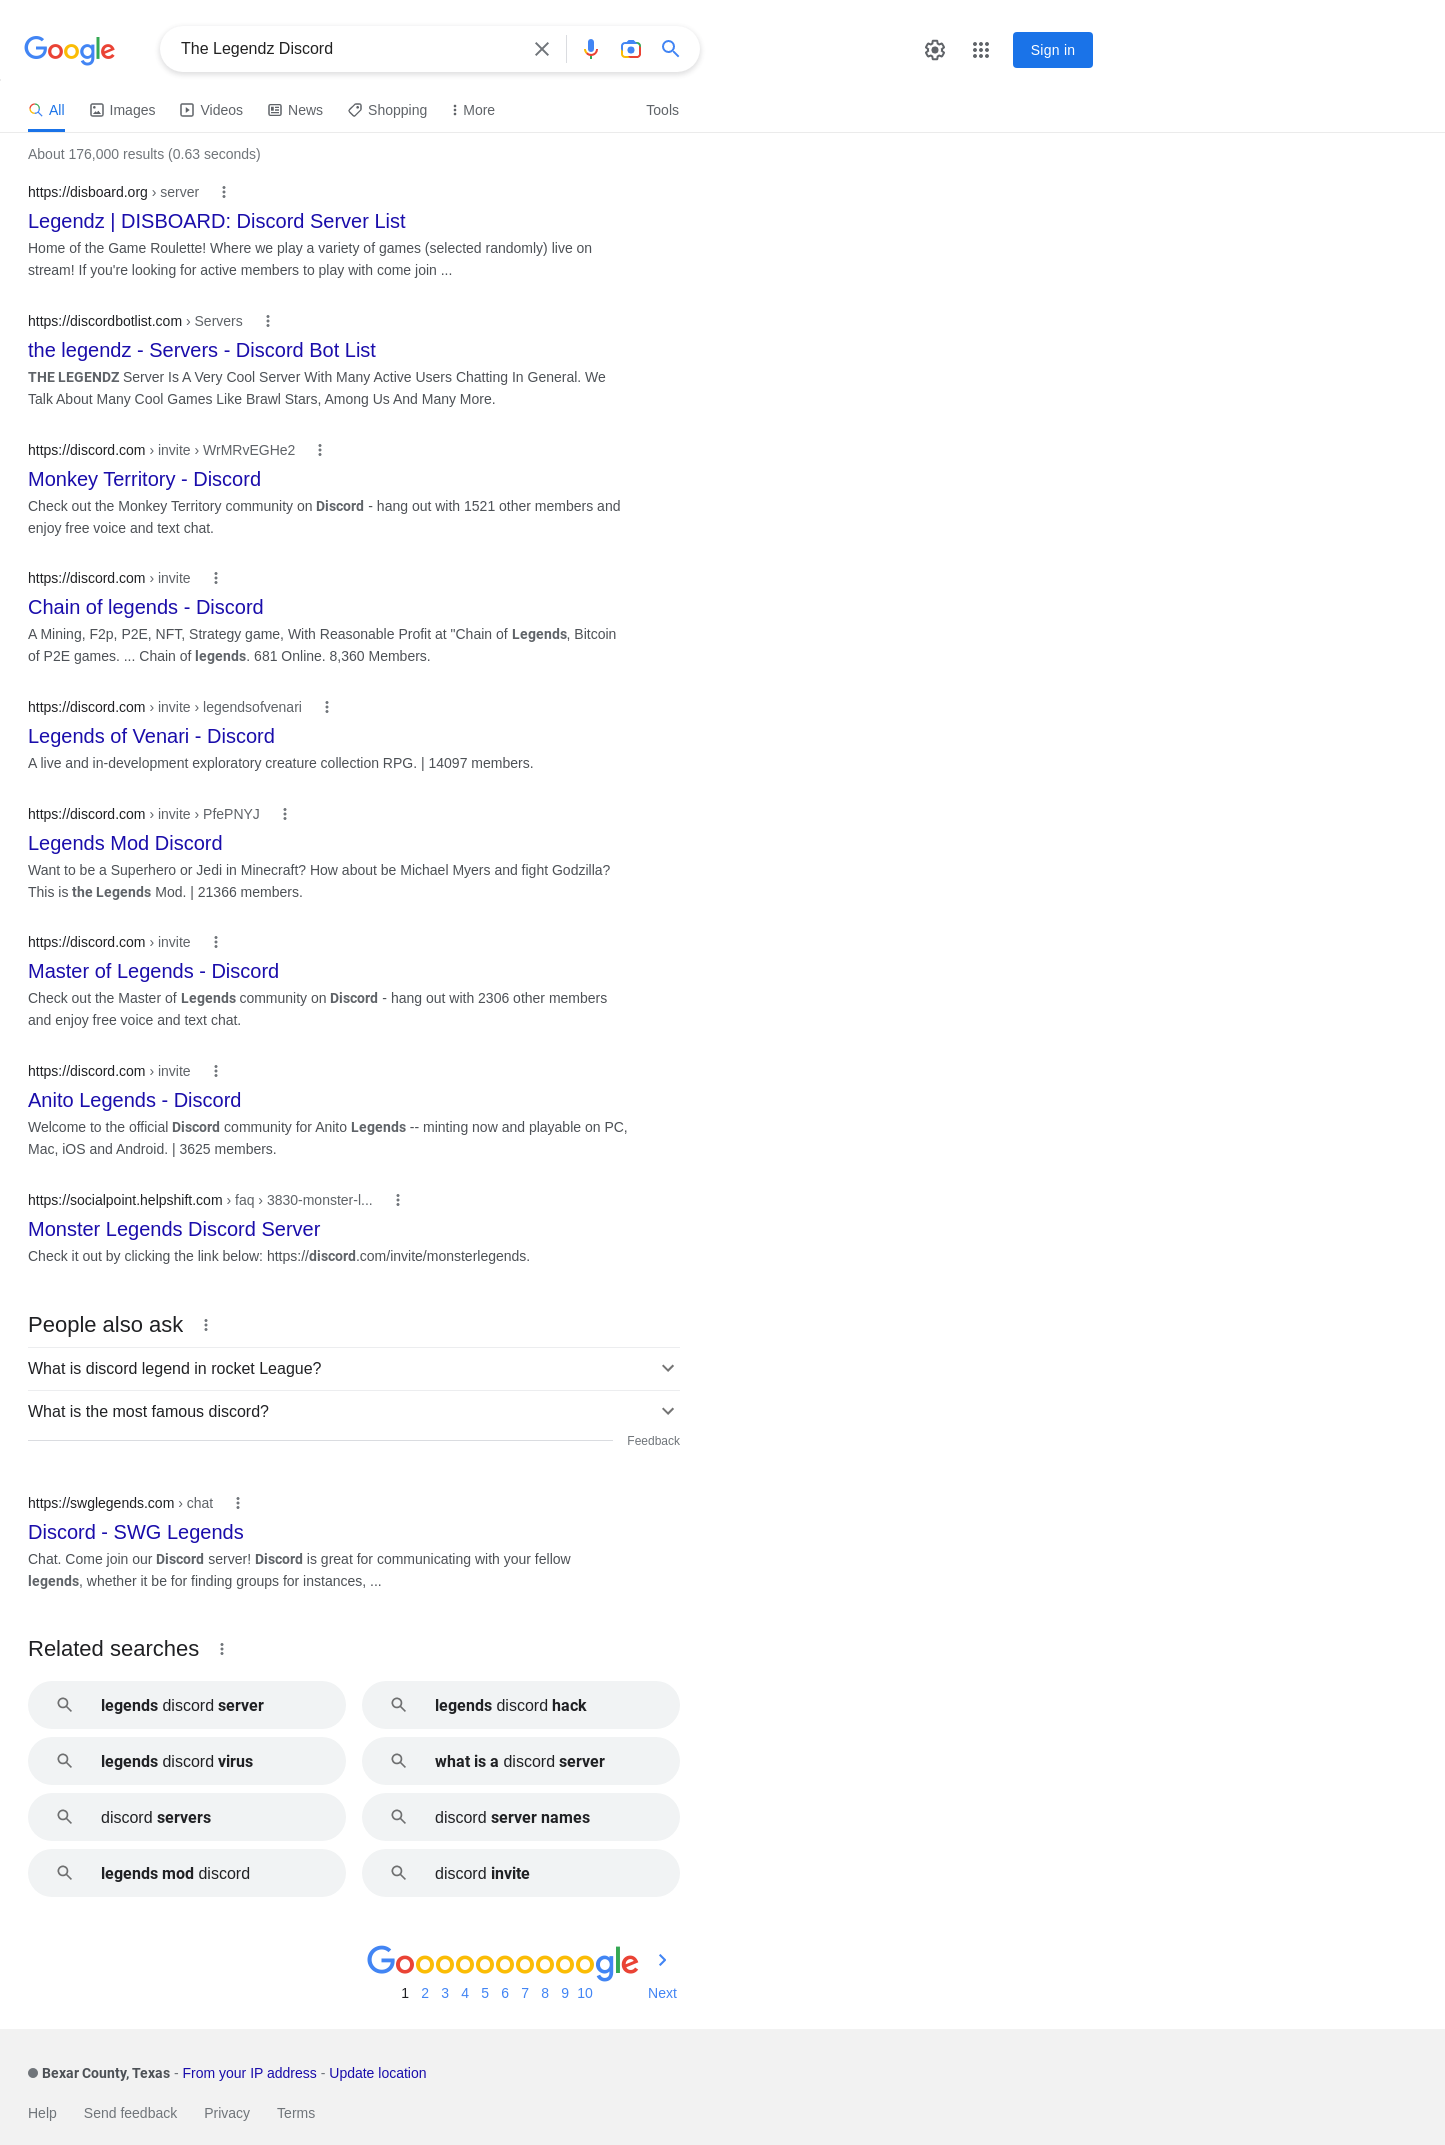 Google
The Legendz Discord
Sign in
All Images Videos News Shopping More Tools
About 176,000 results (0.63 seconds)
https://disboard.org › server
Legendz | DISBOARD: Discord Server List
Home of the Game Roulette! Where we play a variety of games (selected randomly) live on
stream! If you're looking for active members to play with come join ...
https://discordbotlist.com › Servers
the legendz - Servers - Discord Bot List
THE LEGENDZ Server Is A Very Cool Server With Many Active Users Chatting In General. We
Talk About Many Cool Games Like Brawl Stars, Among Us And Many More.
https://discord.com › invite › WrMRvEGHe2
Monkey Territory - Discord
Check out the Monkey Territory community on Discord - hang out with 1521 other members and
enjoy free voice and text chat.
https://discord.com › invite
Chain of legends - Discord
A Mining, F2p, P2E, NFT, Strategy game, With Reasonable Profit at "Chain of Legends, Bitcoin
of P2E games. ... Chain of legends. 681 Online. 8,360 Members.
https://discord.com › invite › legendsofvenari
Legends of Venari - Discord
A live and in-development exploratory creature collection RPG. | 14097 members.
https://discord.com › invite › PfePNYJ
Legends Mod Discord
Want to be a Superhero or Jedi in Minecraft? How about be Michael Myers and fight Godzilla?
This is the Legends Mod. | 21366 members.
https://discord.com › invite
Master of Legends - Discord
Check out the Master of Legends community on Discord - hang out with 2306 other members
and enjoy free voice and text chat.
https://discord.com › invite
Anito Legends - Discord
Welcome to the official Discord community for Anito Legends -- minting now and playable on PC,
Mac, iOS and Android. | 3625 members.
https://socialpoint.helpshift.com › faq › 3830-monster-l...
Monster Legends Discord Server
Check it out by clicking the link below: https://discord.com/invite/monsterlegends.
People also ask
What is discord legend in rocket League?
What is the most famous discord?
Feedback
https://swglegends.com › chat
Discord - SWG Legends
Chat. Come join our Discord server! Discord is great for communicating with your fellow
legends, whether it be for finding groups for instances, ...
Related searches
legends discord server
legends discord hack
legends discord virus
what is a discord server
discord servers
discord server names
legends mod discord
discord invite
Goooooooooogle
1 2 3 4 5 6 7 8 9 10 Next
Bexar County, Texas - From your IP address - Update location
Help Send feedback Privacy Terms